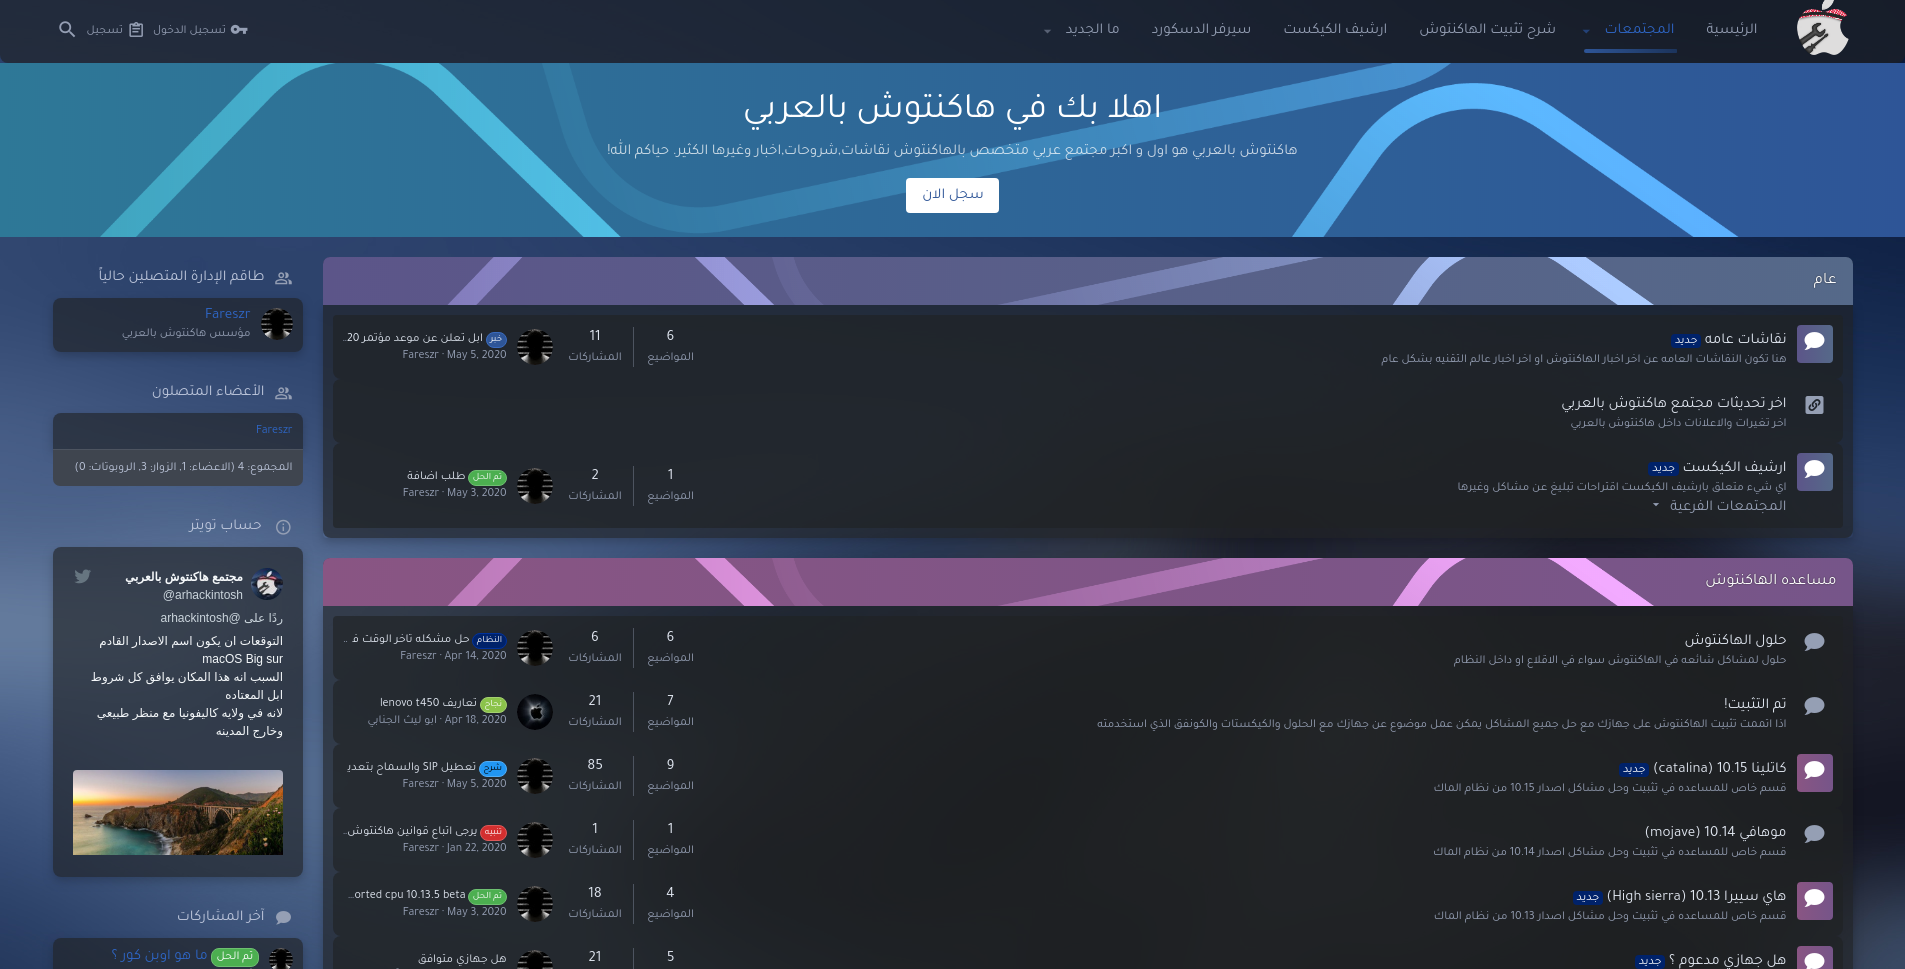 الرئيسية
المجتمعات
شرح تثبيت الهاكنتوش
ارشيف الكيكست
سيرفر الدسكورد
ما الجديد
تسجيل الدخول
تسجيل
اهلا بك في هاكنتوش بالعربي
هاكنتوش بالعربي هو اول و اكبر مجتمع عربي متخصص بالهاكنتوش نقاشات,شروحات,اخبار وغيرها الكثير. حياكم الله!
سجل الان
عام
نقاشات عامه جديد
هنا تكون النقاشات العامه عن اخر اخبار الهاكنتوش او اخر اخبار عالم التقنيه بشكل عام
6
المواضيع
11
المشاركات
خبر ابل تعلن عن موعد مؤتمر 20..
Fareszr · May 5, 2020
اخر تحديثات مجتمع هاكنتوش بالعربي
اخر تغيرات والاعلانات داخل هاكنتوش بالعربي
ارشيف الكيكست جديد
اي شيء متعلق بارشيف الكيكست اقتراحات تبليغ عن مشاكل وغيرها
المجتمعات الفرعية
1
المواضيع
2
المشاركات
تم الحل طلب اضافة
Fareszr · May 3, 2020
مساعده الهاكنتوش
حلول الهاكنتوش
حلول لمشاكل شائعه في الهاكنتوش سواء في الاقلاع او داخل النظام
6
المواضيع
6
المشاركات
النظام حل مشكله تاخر الوقت ف..
Fareszr · Apr 14, 2020
تم التثبيت!
اذا اتممت تثبيت الهاكنتوش على جهازك مع حل جميع المشاكل يمكن عمل موضوع عن جهازك مع الحلول والكيكستات والكونفق الذي استخدمته
7
المواضيع
21
المشاركات
نجاح تعاريف lenovo t450
ابو ليث الجنابي · Apr 18, 2020
كاتلينا 10.15 (catalina) جديد
قسم خاص للمساعده في تثبيت وحل مشاكل اصدار 10.15 من نظام الماك
9
المواضيع
85
المشاركات
شرح تعطيل SIP والسماح بتعدي
Fareszr · May 5, 2020
موهافي 10.14 (mojave)
قسم خاص للمساعده في تثبيت وحل مشاكل اصدار 10.14 من نظام الماك
1
المواضيع
1
المشاركات
تنبيه يرجى اتباع قوانين هاكنتوش..
Fareszr · Jan 22, 2020
هاي سييرا 10.13 (High sierra) جديد
قسم خاص للمساعده في تثبيت وحل مشاكل اصدار 10.13 من نظام الماك
4
المواضيع
18
المشاركات
تم الحل orted cpu 10.13.5 beta...
Fareszr · May 3, 2020
هل جهازي مدعوم ؟ جديد
5
21
هل جهازي متوافق
طاقم الإدارة المتصلين حالياً
Fareszr
مؤسس هاكنتوش بالعربي
الأعضاء المتصلون
Fareszr
المجموع: 4 (الاعضاء: 1, الزوار: 3, الروبوتات: 0)
حساب تويتر
مجتمع هاكنتوش بالعربي
@arhackintosh
ردًا على @arhackintosh
التوقعات ان يكون اسم الاصدار القادم
macOS Big sur
السبب انه هذا المكان يوافق كل شروط
ابل المعتاده
لانه في ولايه كاليفونيا مع منظر طبيعي
وخارج المدينه
آخر المشاركات
تم الحل ما هو اوبن كور ؟